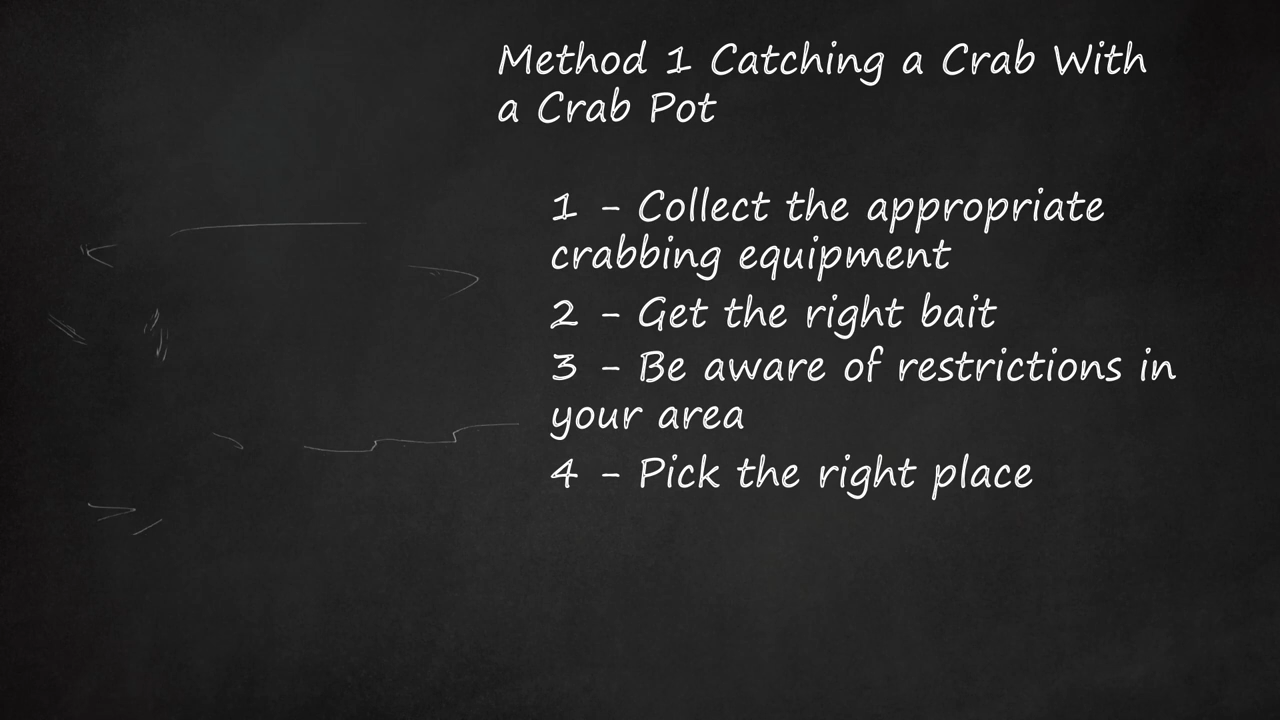 Method 1 Catching a Crab With
a Crab Pot
1 - Collect the appropriate
crabbing equipment
2 - Get the right bait
3 - Be aware of restrictions in
your area
4 - Pick the right place